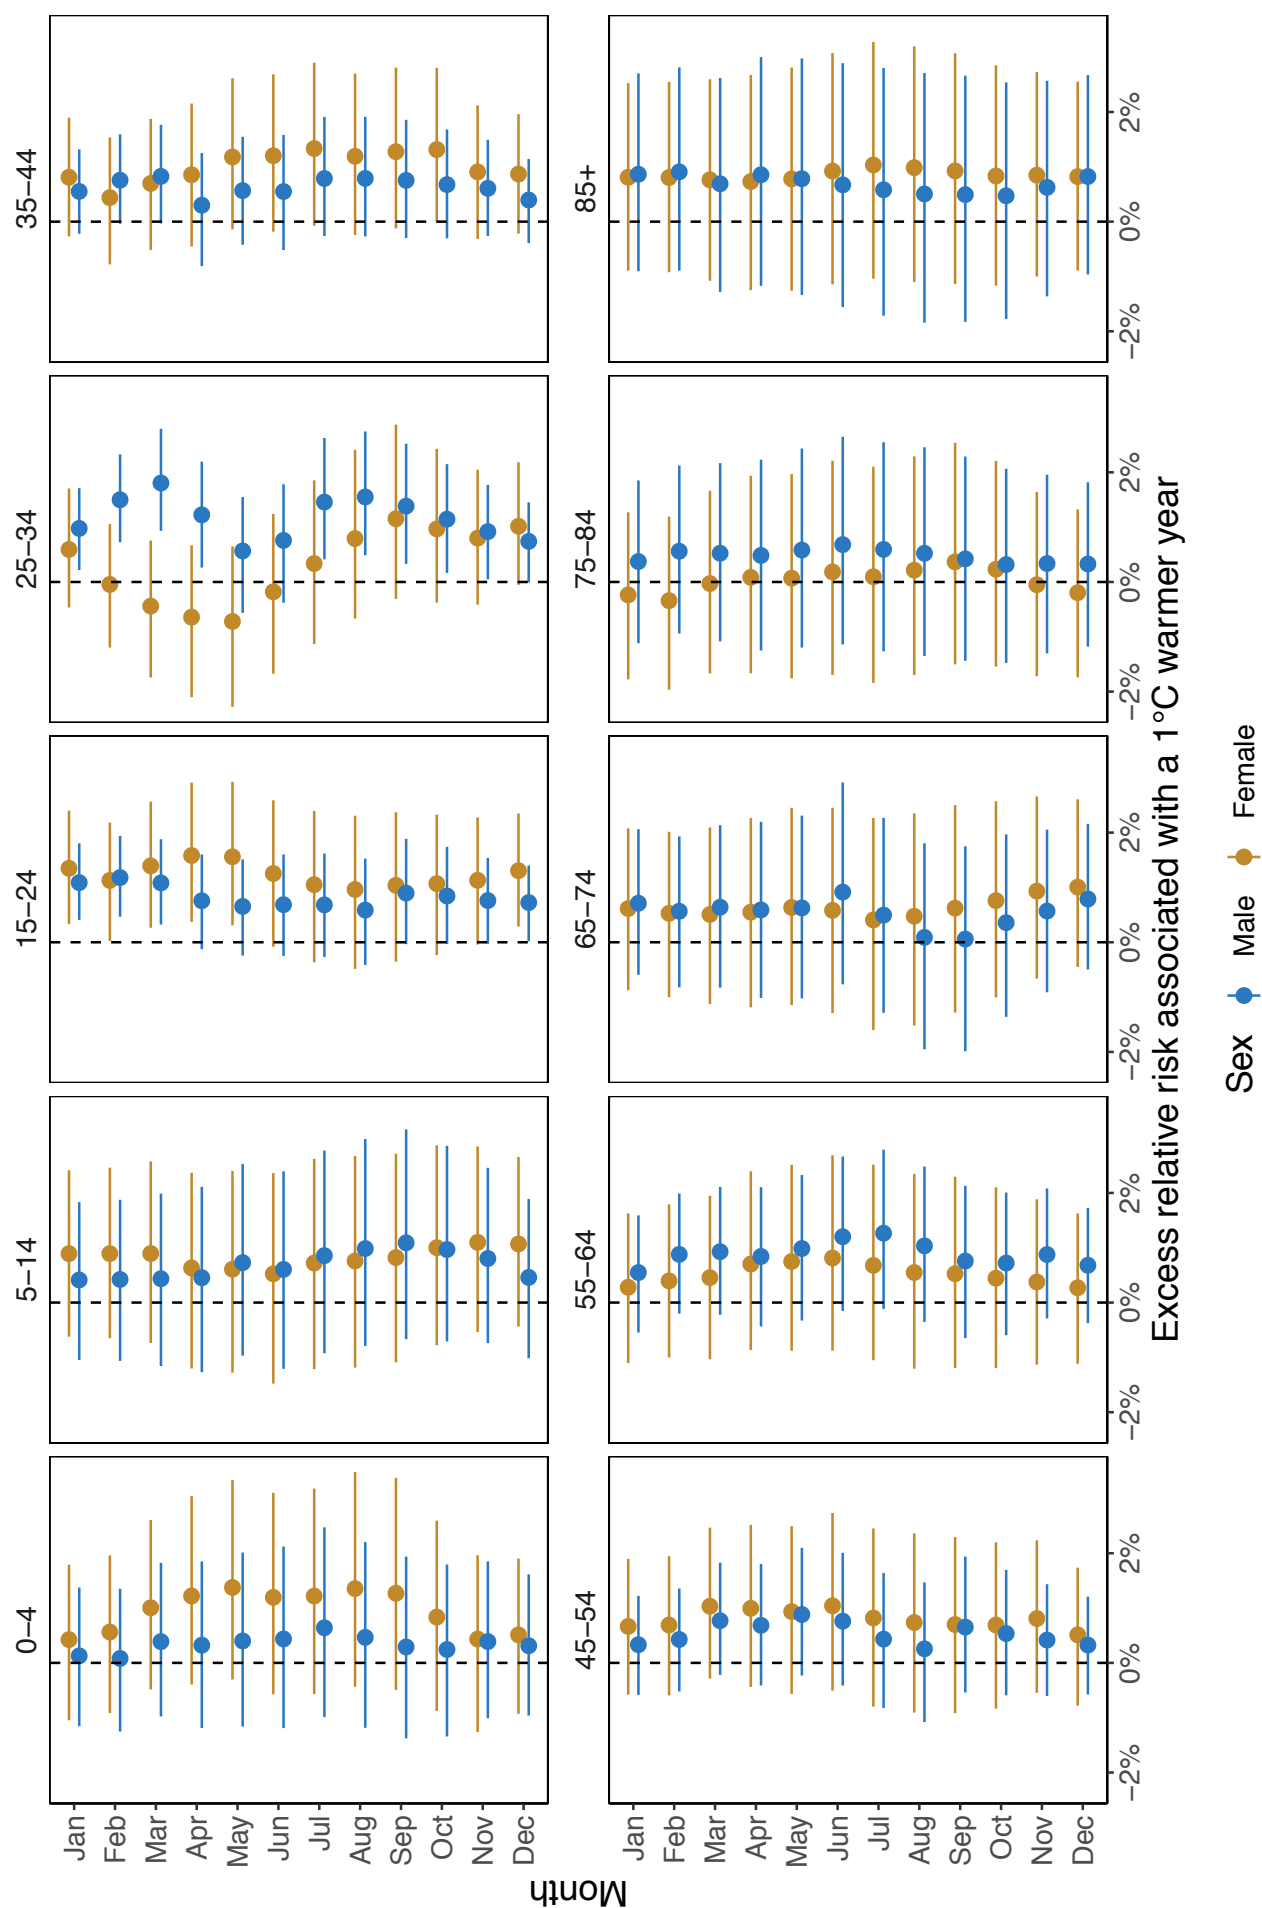 0–4
5–14
15–24
25–34
35–44
Jan
Feb
Mar
Apr
May
Jun
Jul
Aug
Sep
Oct
Nov
Dec
45–54
55–64
65–74
75–84
85+
Jan
Feb
Mar
Apr
May
Jun
Jul
Aug
Sep
Oct
Nov
Dec
−2% 0% 2% −2% 0% 2% −2% 0% 2% −2% 0% 2% −2% 0% 2%
Month
Excess relative risk associated with a 1°C warmer year
Sex Male Female